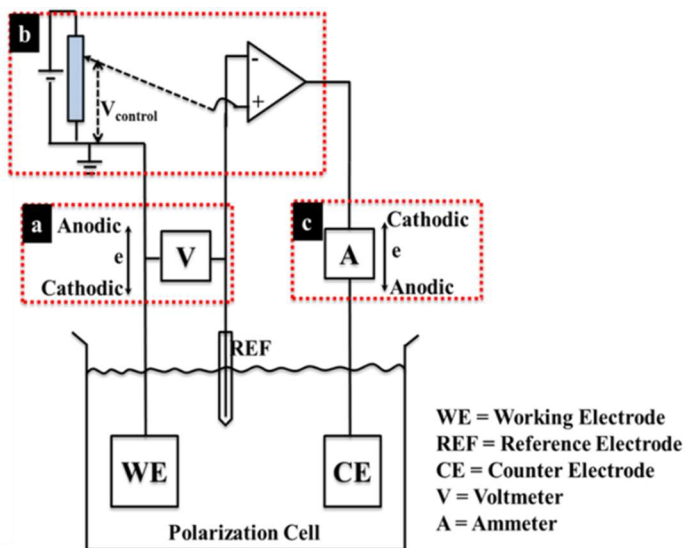 b
-
+
Vcontrol
a
Anodic
e
Cathodic
V
c
Cathodic
A
e
Anodic
REF
WE
CE
Polarization Cell
WE = Working Electrode
REF = Reference Electrode
CE = Counter Electrode
V = Voltmeter
A = Ammeter